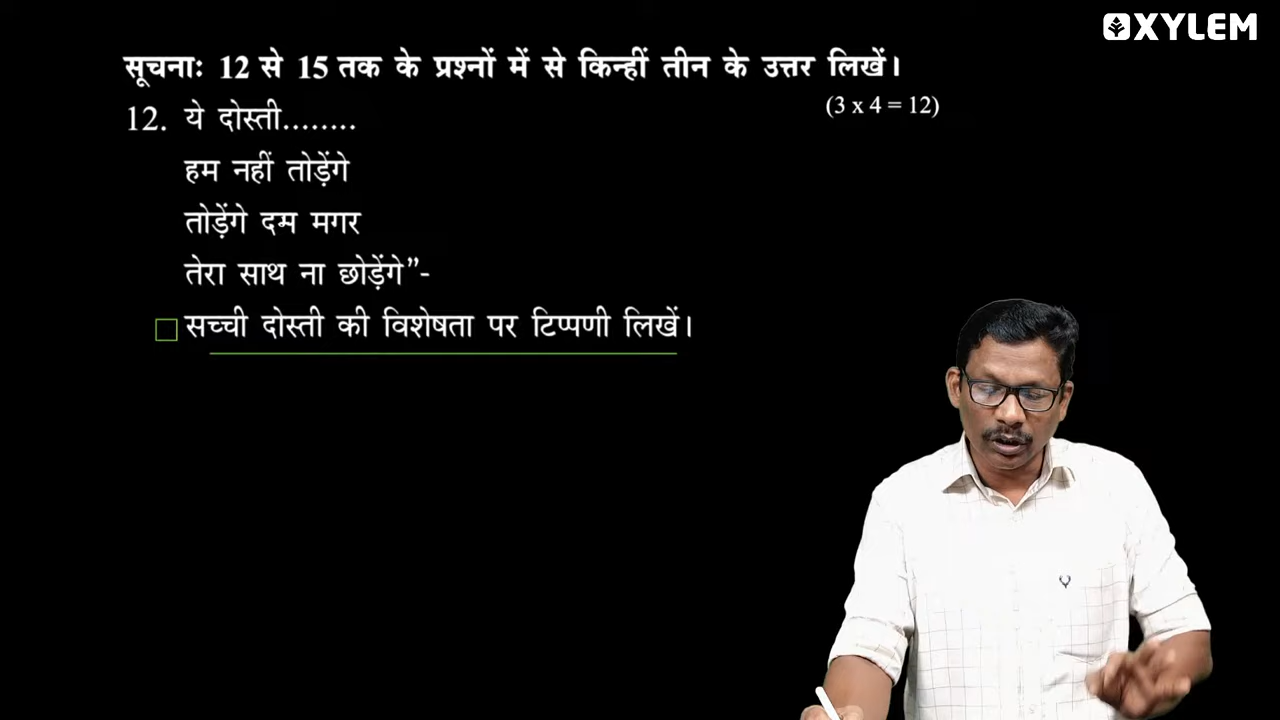 OXYLEM
सूचनाः 12 से 15 तक के प्रश्नों में से किन्हीं तीन के उत्तर लिखें।
(3 x 4 = 12)
12. ये दोस्ती........
हम नहीं तोड़ेंगे
तोड़ेंगे दम मगर
तेरा साथ ना छोड़ेंगे”-
सच्ची दोस्ती की विशेषता पर टिप्पणी लिखें।